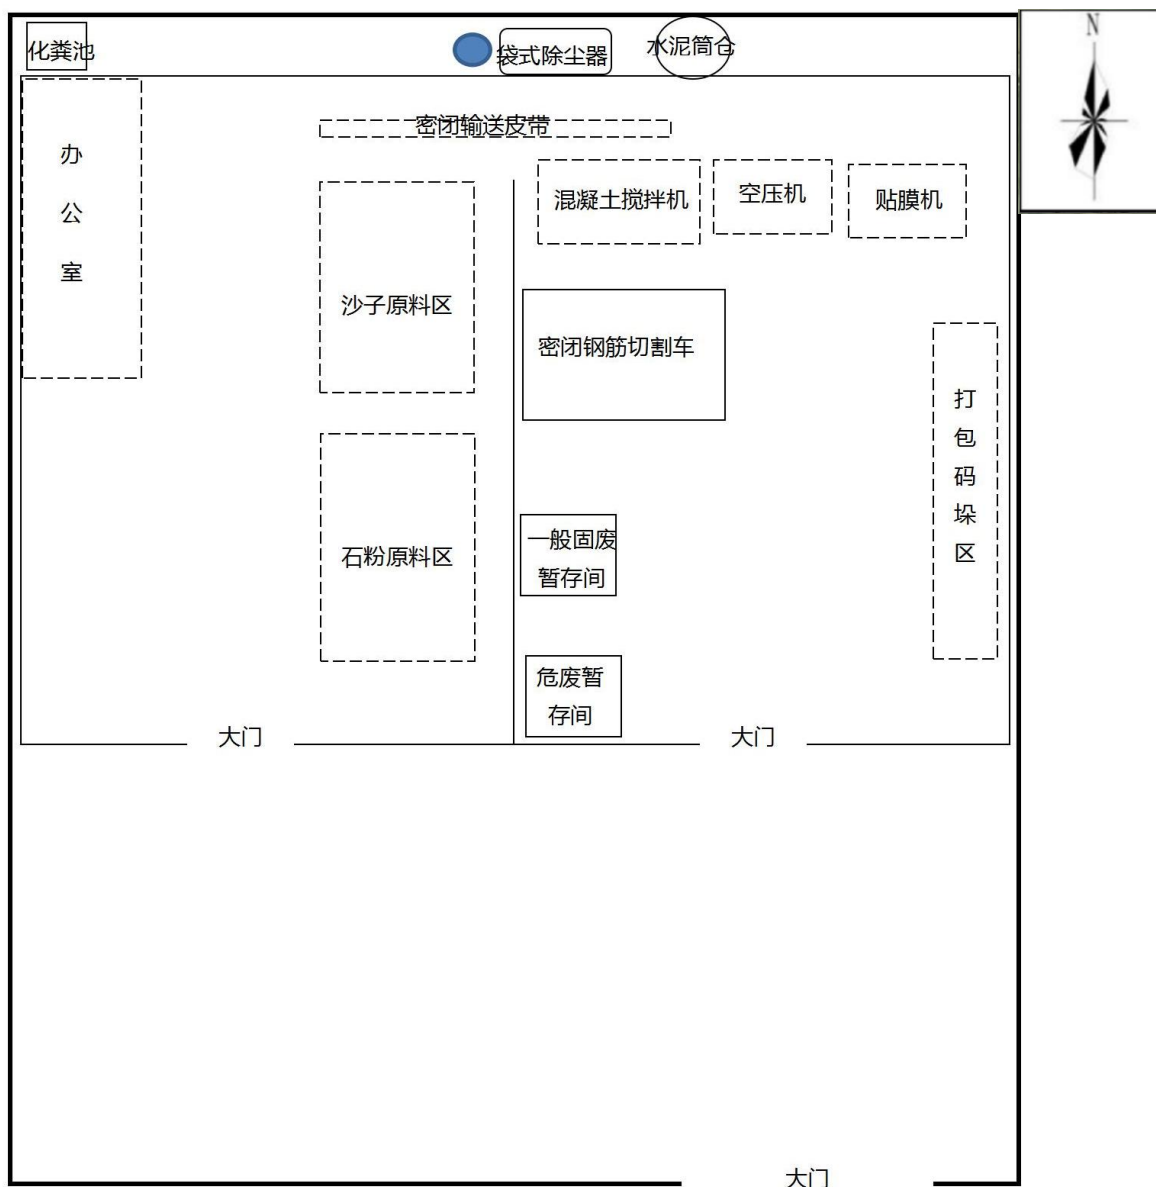 化粪池
袋式除尘器
水泥筒仓
N
办
公
室
密闭输送皮带
混凝土搅拌机
空压机
贴膜机
沙子原料区
密闭钢筋切割车
打
包
码
垛
区
石粉原料区
一般固废
暂存间
危废暂
存间
大门
大门
大门